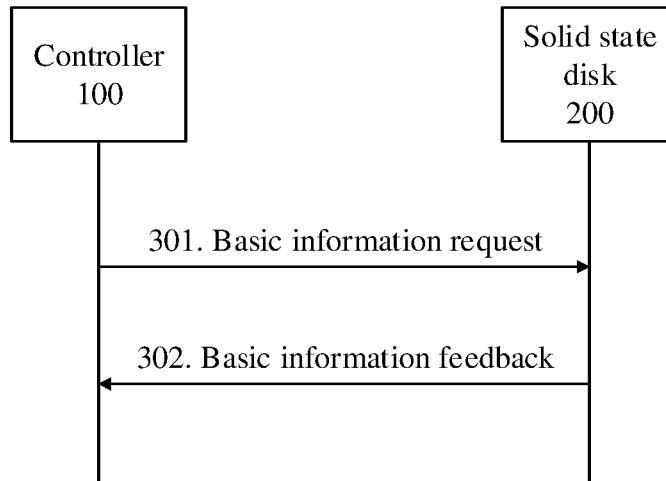 Controller
100
Solid state
disk
200
301. Basic information request
302. Basic information feedback